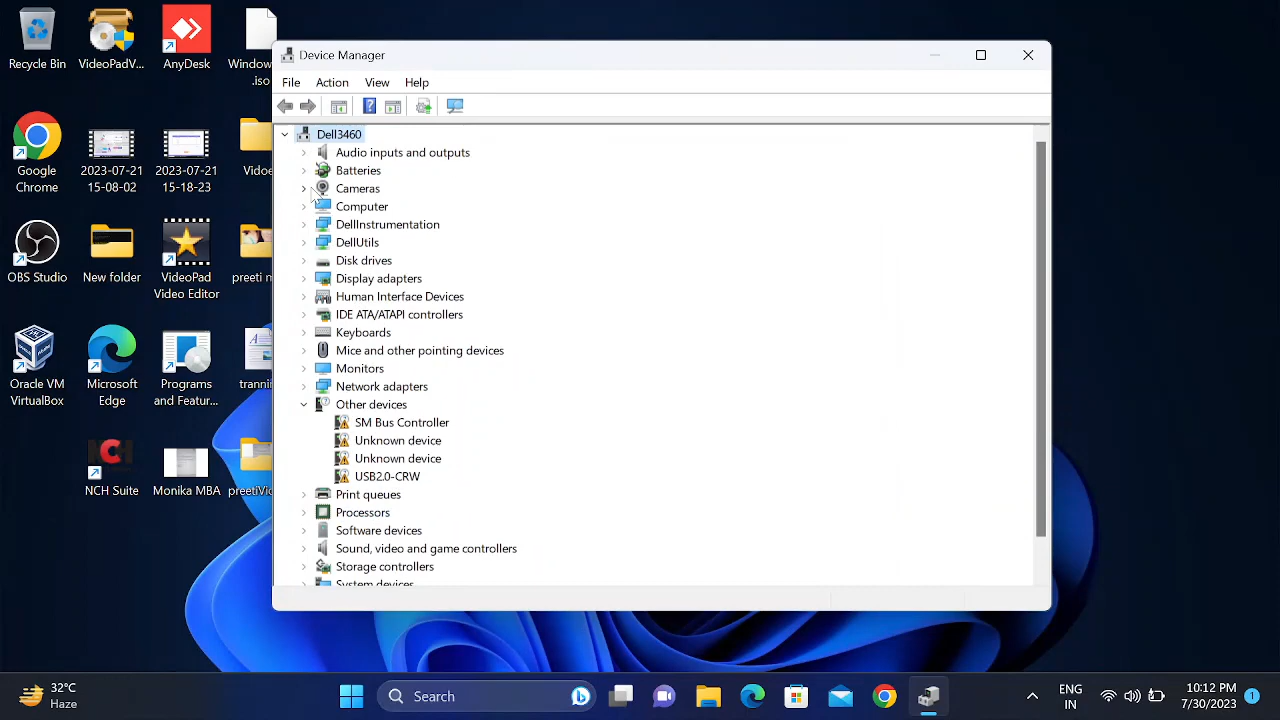 Recycle Bin
VideoPadV...
AnyDesk
Window
.iso
Google
Chrome
2023-07-21
15-08-02
2023-07-21
15-18-23
Vidoe
OBS Studio
New folder
VideoPad
Video Editor
preeti m
Oracle VM
VirtualBox
Microsoft
Edge
Programs
and Featur...
trannii
NCH Suite
Monika MBA
preetiVic
Device Manager
File
Action
View
Help
Dell3460
Audio inputs and outputs
Batteries
Cameras
Computer
DellInstrumentation
DellUtils
Disk drives
Display adapters
Human Interface Devices
IDE ATA/ATAPI controllers
Keyboards
Mice and other pointing devices
Monitors
Network adapters
Other devices
SM Bus Controller
Unknown device
Unknown device
USB2.0-CRW
Print queues
Processors
Software devices
Sound, video and game controllers
Storage controllers
System devices
32°C
Haze
Search
ENG
IN
10:12 PM
7/30/2023
1